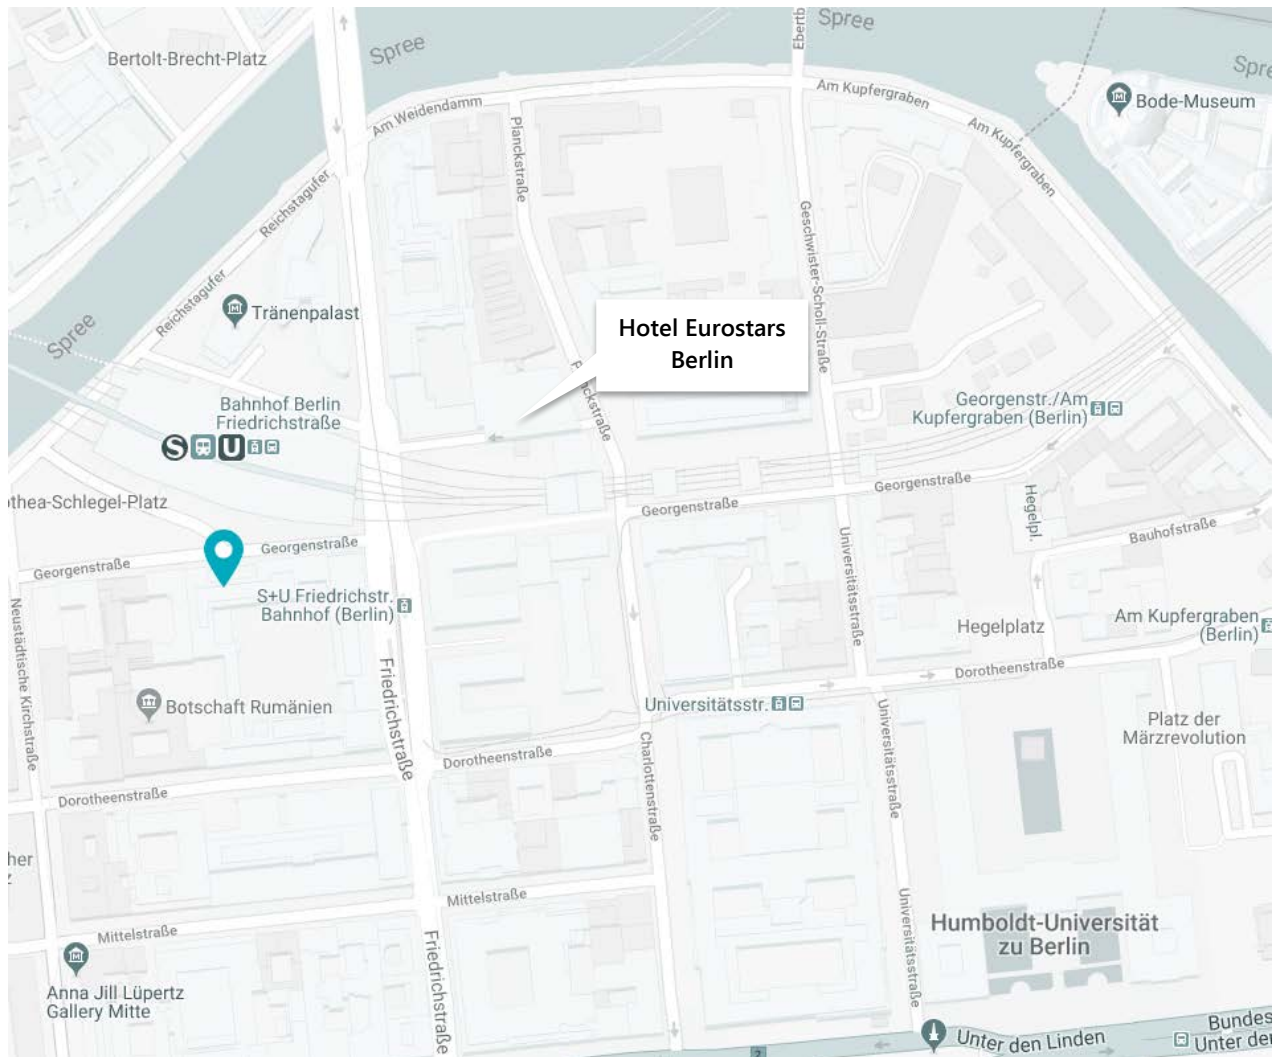 Spree
Ebertb
Spree
Bertolt-Brecht-Platz
Spre
Am Weidendamm
Am Kupfergraben
Bode-Museum
Planckstraße
Am Kupfergraben
Reichstagufer
Geschwister-Scholl-Straße
Reichstagufer
Tränenpalast
Spree
Hotel Eurostars
Berlin
Planckstraße
Bahnhof Berlin
Friedrichstraße
S U
Georgenstr./Am
Kupfergraben (Berlin)
thea-Schlegel-Platz
Georgenstraße
Georgenstraße
Hegelpl.
Bauhofstraße
Georgenstraße
Georgenstraße
S+U Friedrichstr.
Bahnhof (Berlin)
Universitätsstraße
Neustädtische Kirchstraße
Hegelplatz
Am Kupfergraben
(Berlin)
Dorotheenstraße
Friedrichstraße
Botschaft Rumänien
Universitätsstr.
Universitätsstraße
Platz der
Märzrevolution
Dorotheenstraße
Charlottenstraße
Dorotheenstraße
her
Mittelstraße
Mittelstraße
Universitätsstraße
Humboldt-Universität
zu Berlin
Friedrichstraße
Anna Jill Lüpertz
Gallery Mitte
Unter den Linden
Bundes
Unter der
2